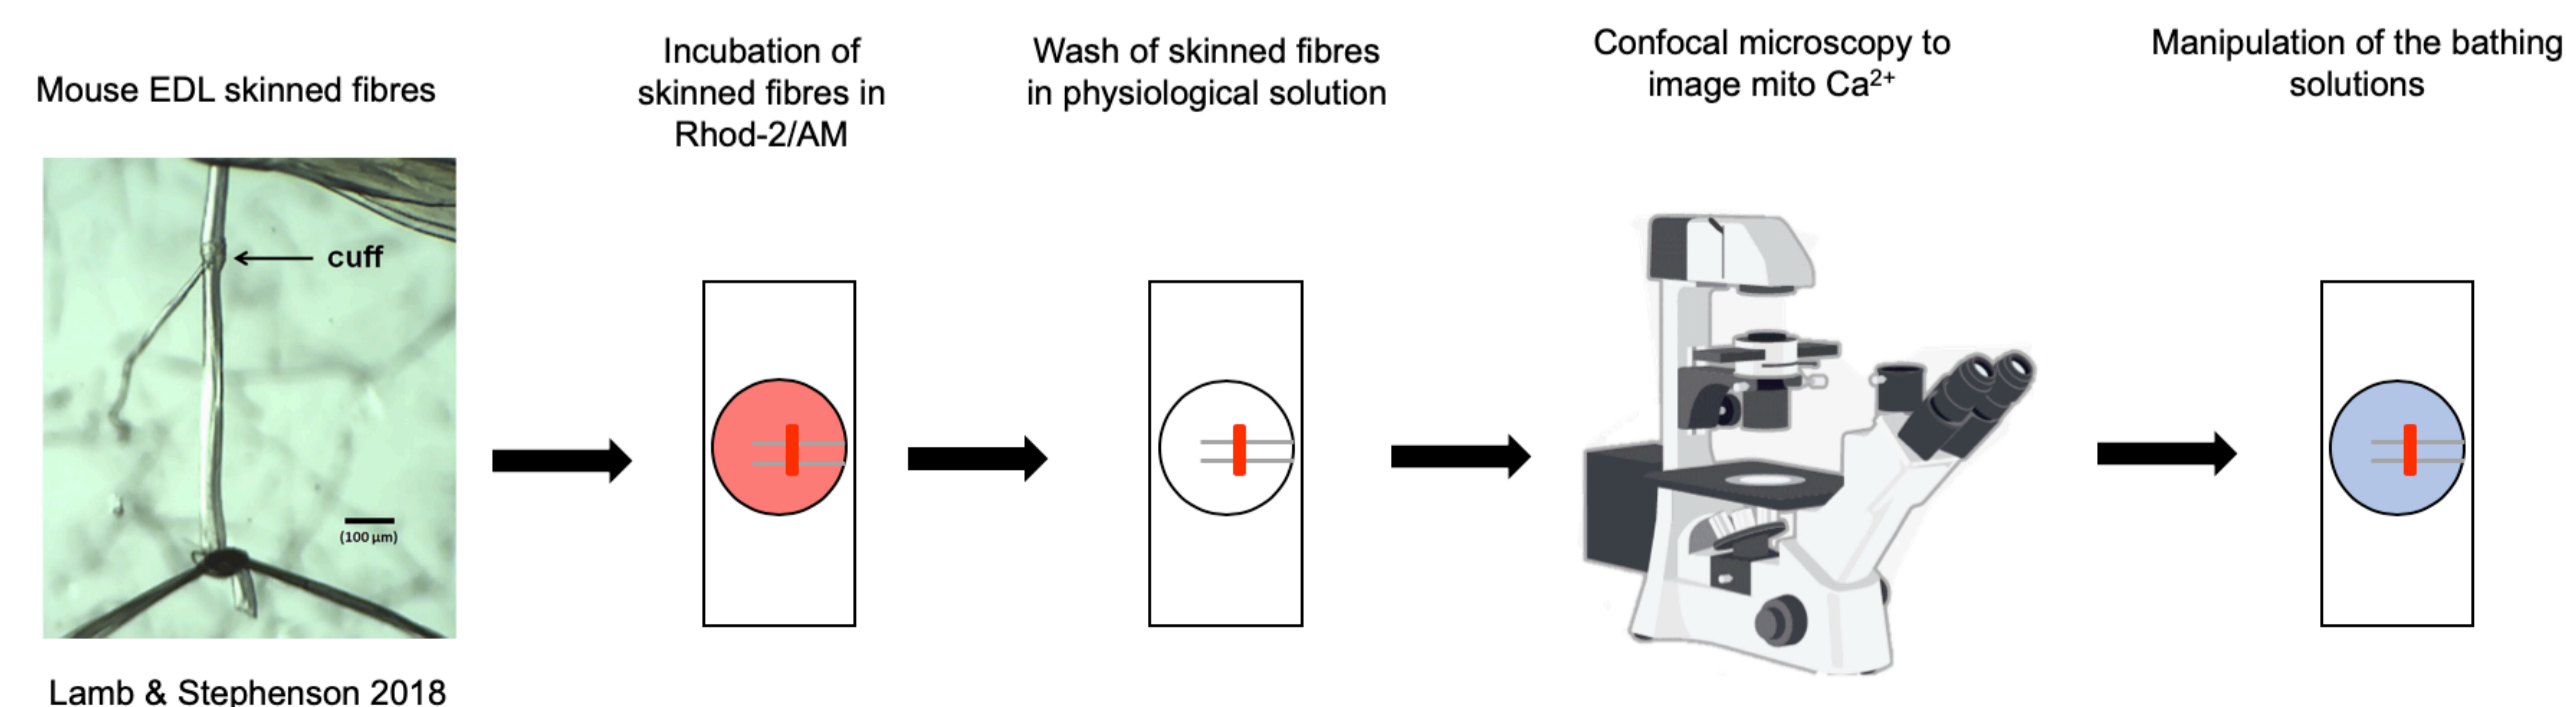 Mouse EDL skinned fibres
cuff
(100 µm)
Lamb & Stephenson 2018
Incubation of
skinned fibres in
Rhod-2/AM
Wash of skinned fibres
in physiological solution
Confocal microscopy to
image mito Ca²⁺
Manipulation of the bathing
solutions